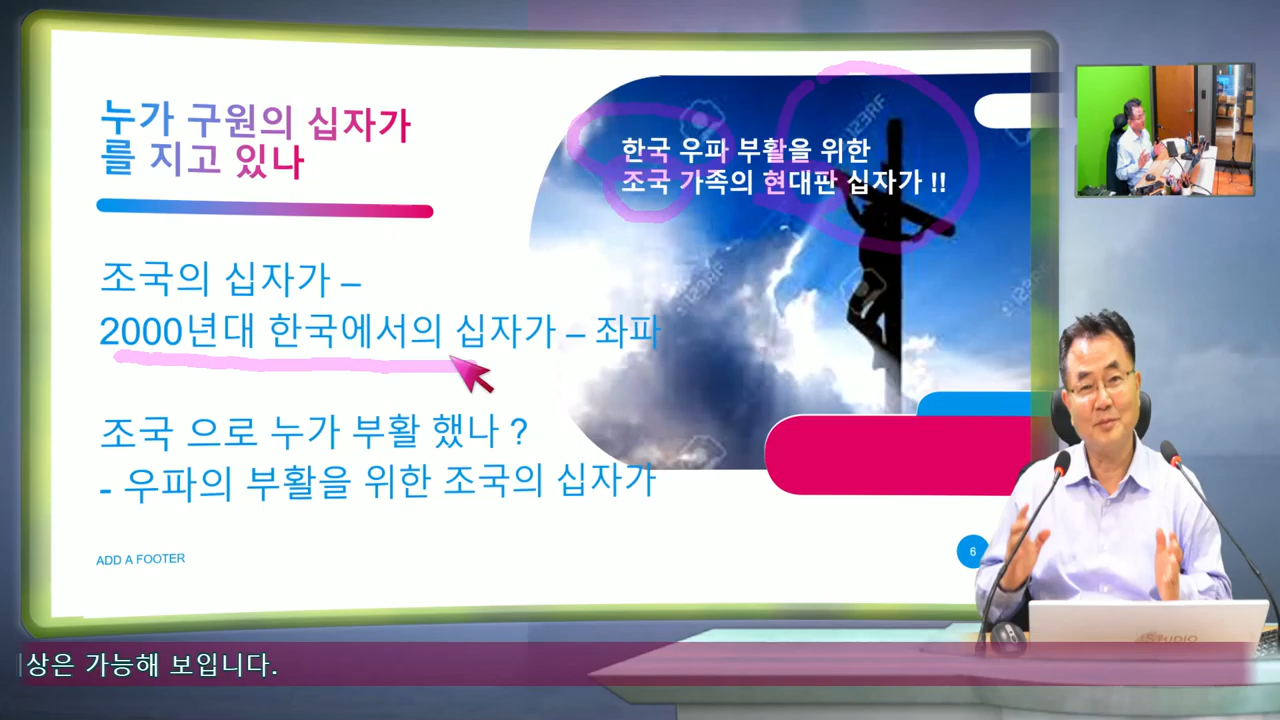 누가 구원의 십자가
를 지고 있나
한국 우파 부활을 위한
조국 가족의 현대판 십자가 !!
조국의 십자가 –
2000년대 한국에서의 십자가 – 좌파
조국 으로 누가 부활 했나 ?
- 우파의 부활을 위한 조국의 십자가
ADD A FOOTER
6
상은 가능해 보입니다.